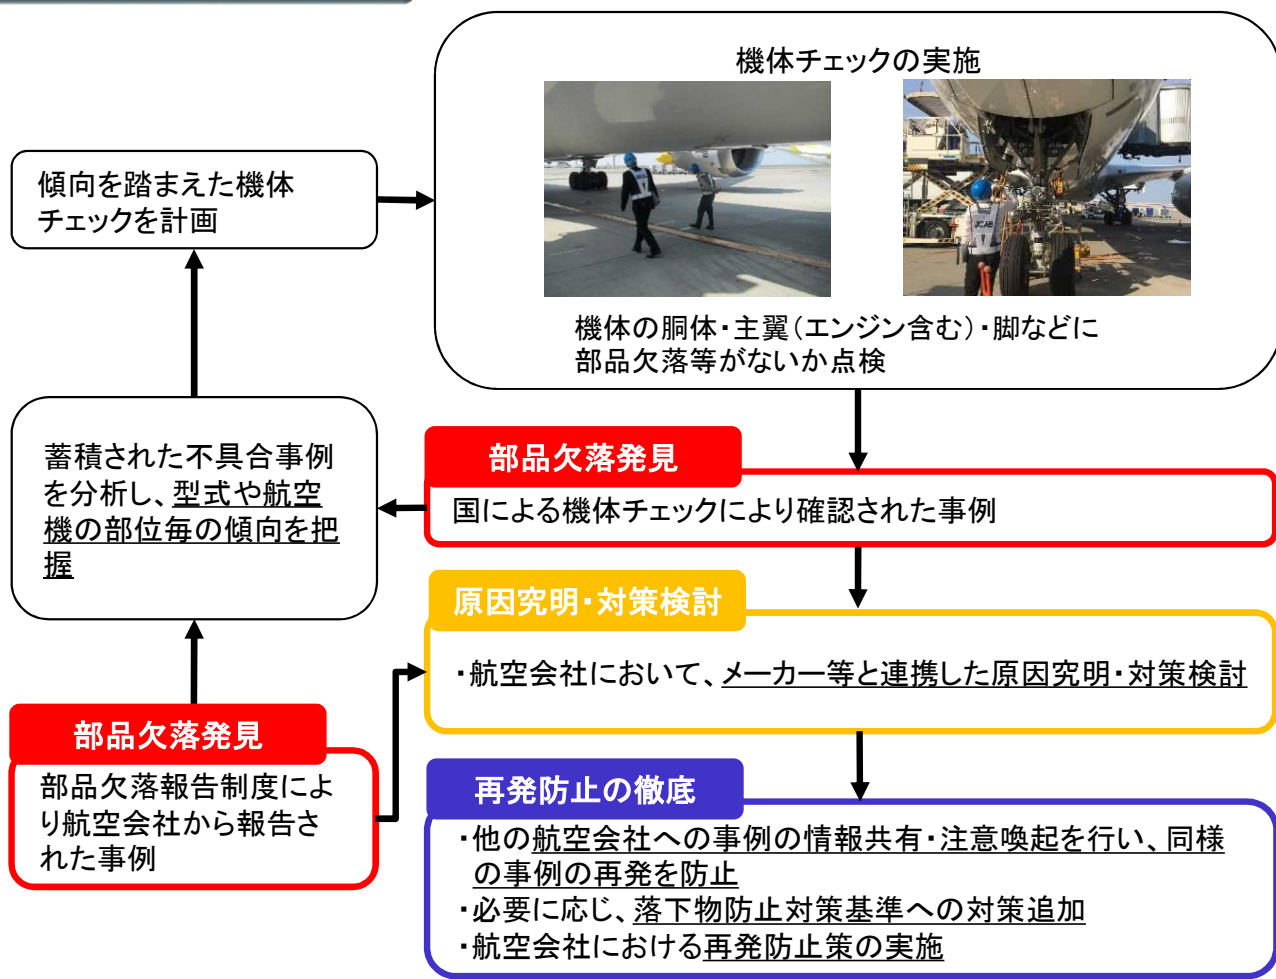 機体チェックの実施
JCAB
機体の胴体・主翼（エンジン含む）・脚などに
部品欠落等がないか点検
傾向を踏まえた機体
チェックを計画
蓄積された不具合事例
を分析し、型式や航空
機の部位毎の傾向を把
握
部品欠落発見
国による機体チェックにより確認された事例
原因究明・対策検討
・航空会社において、メーカー等と連携した原因究明・対策検討
部品欠落発見
部品欠落報告制度によ
り航空会社から報告さ
れた事例
再発防止の徹底
・他の航空会社への事例の情報共有・注意喚起を行い、同様
の事例の再発を防止
・必要に応じ、落下物防止対策基準への対策追加
・航空会社における再発防止策の実施